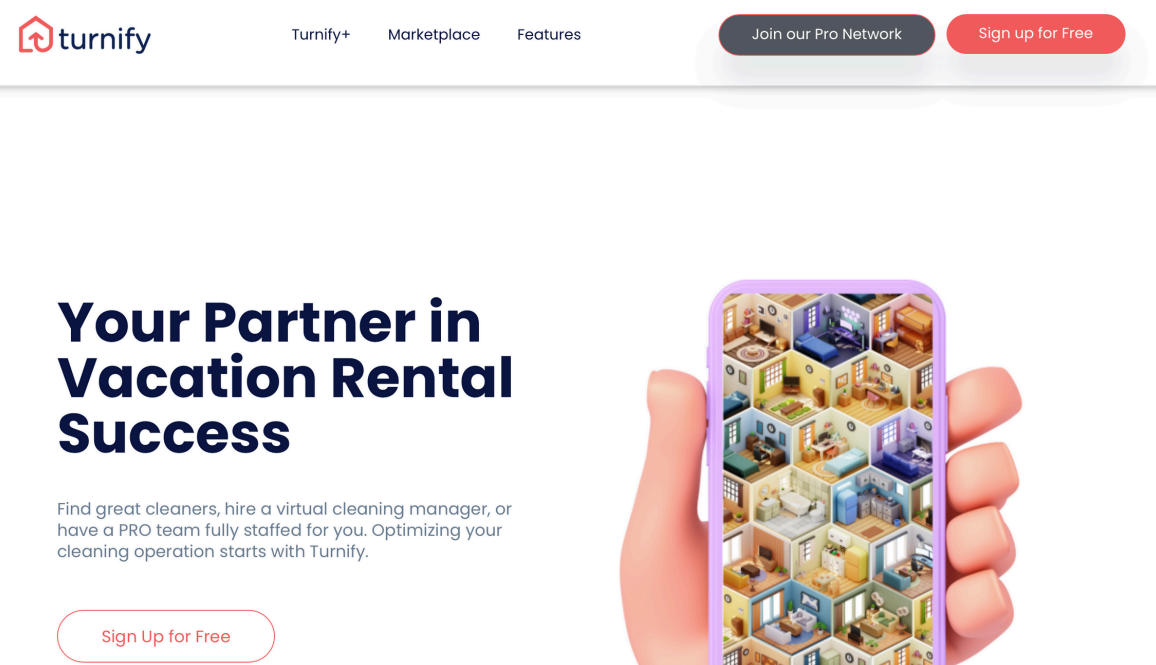 turnify
Turnify+
Marketplace
Features
Join our Pro Network
Sign up for Free
Your Partner in
Vacation Rental
Success
Find great cleaners, hire a virtual cleaning manager, or
have a PRO team fully staffed for you. Optimizing your
cleaning operation starts with Turnify.
Sign Up for Free